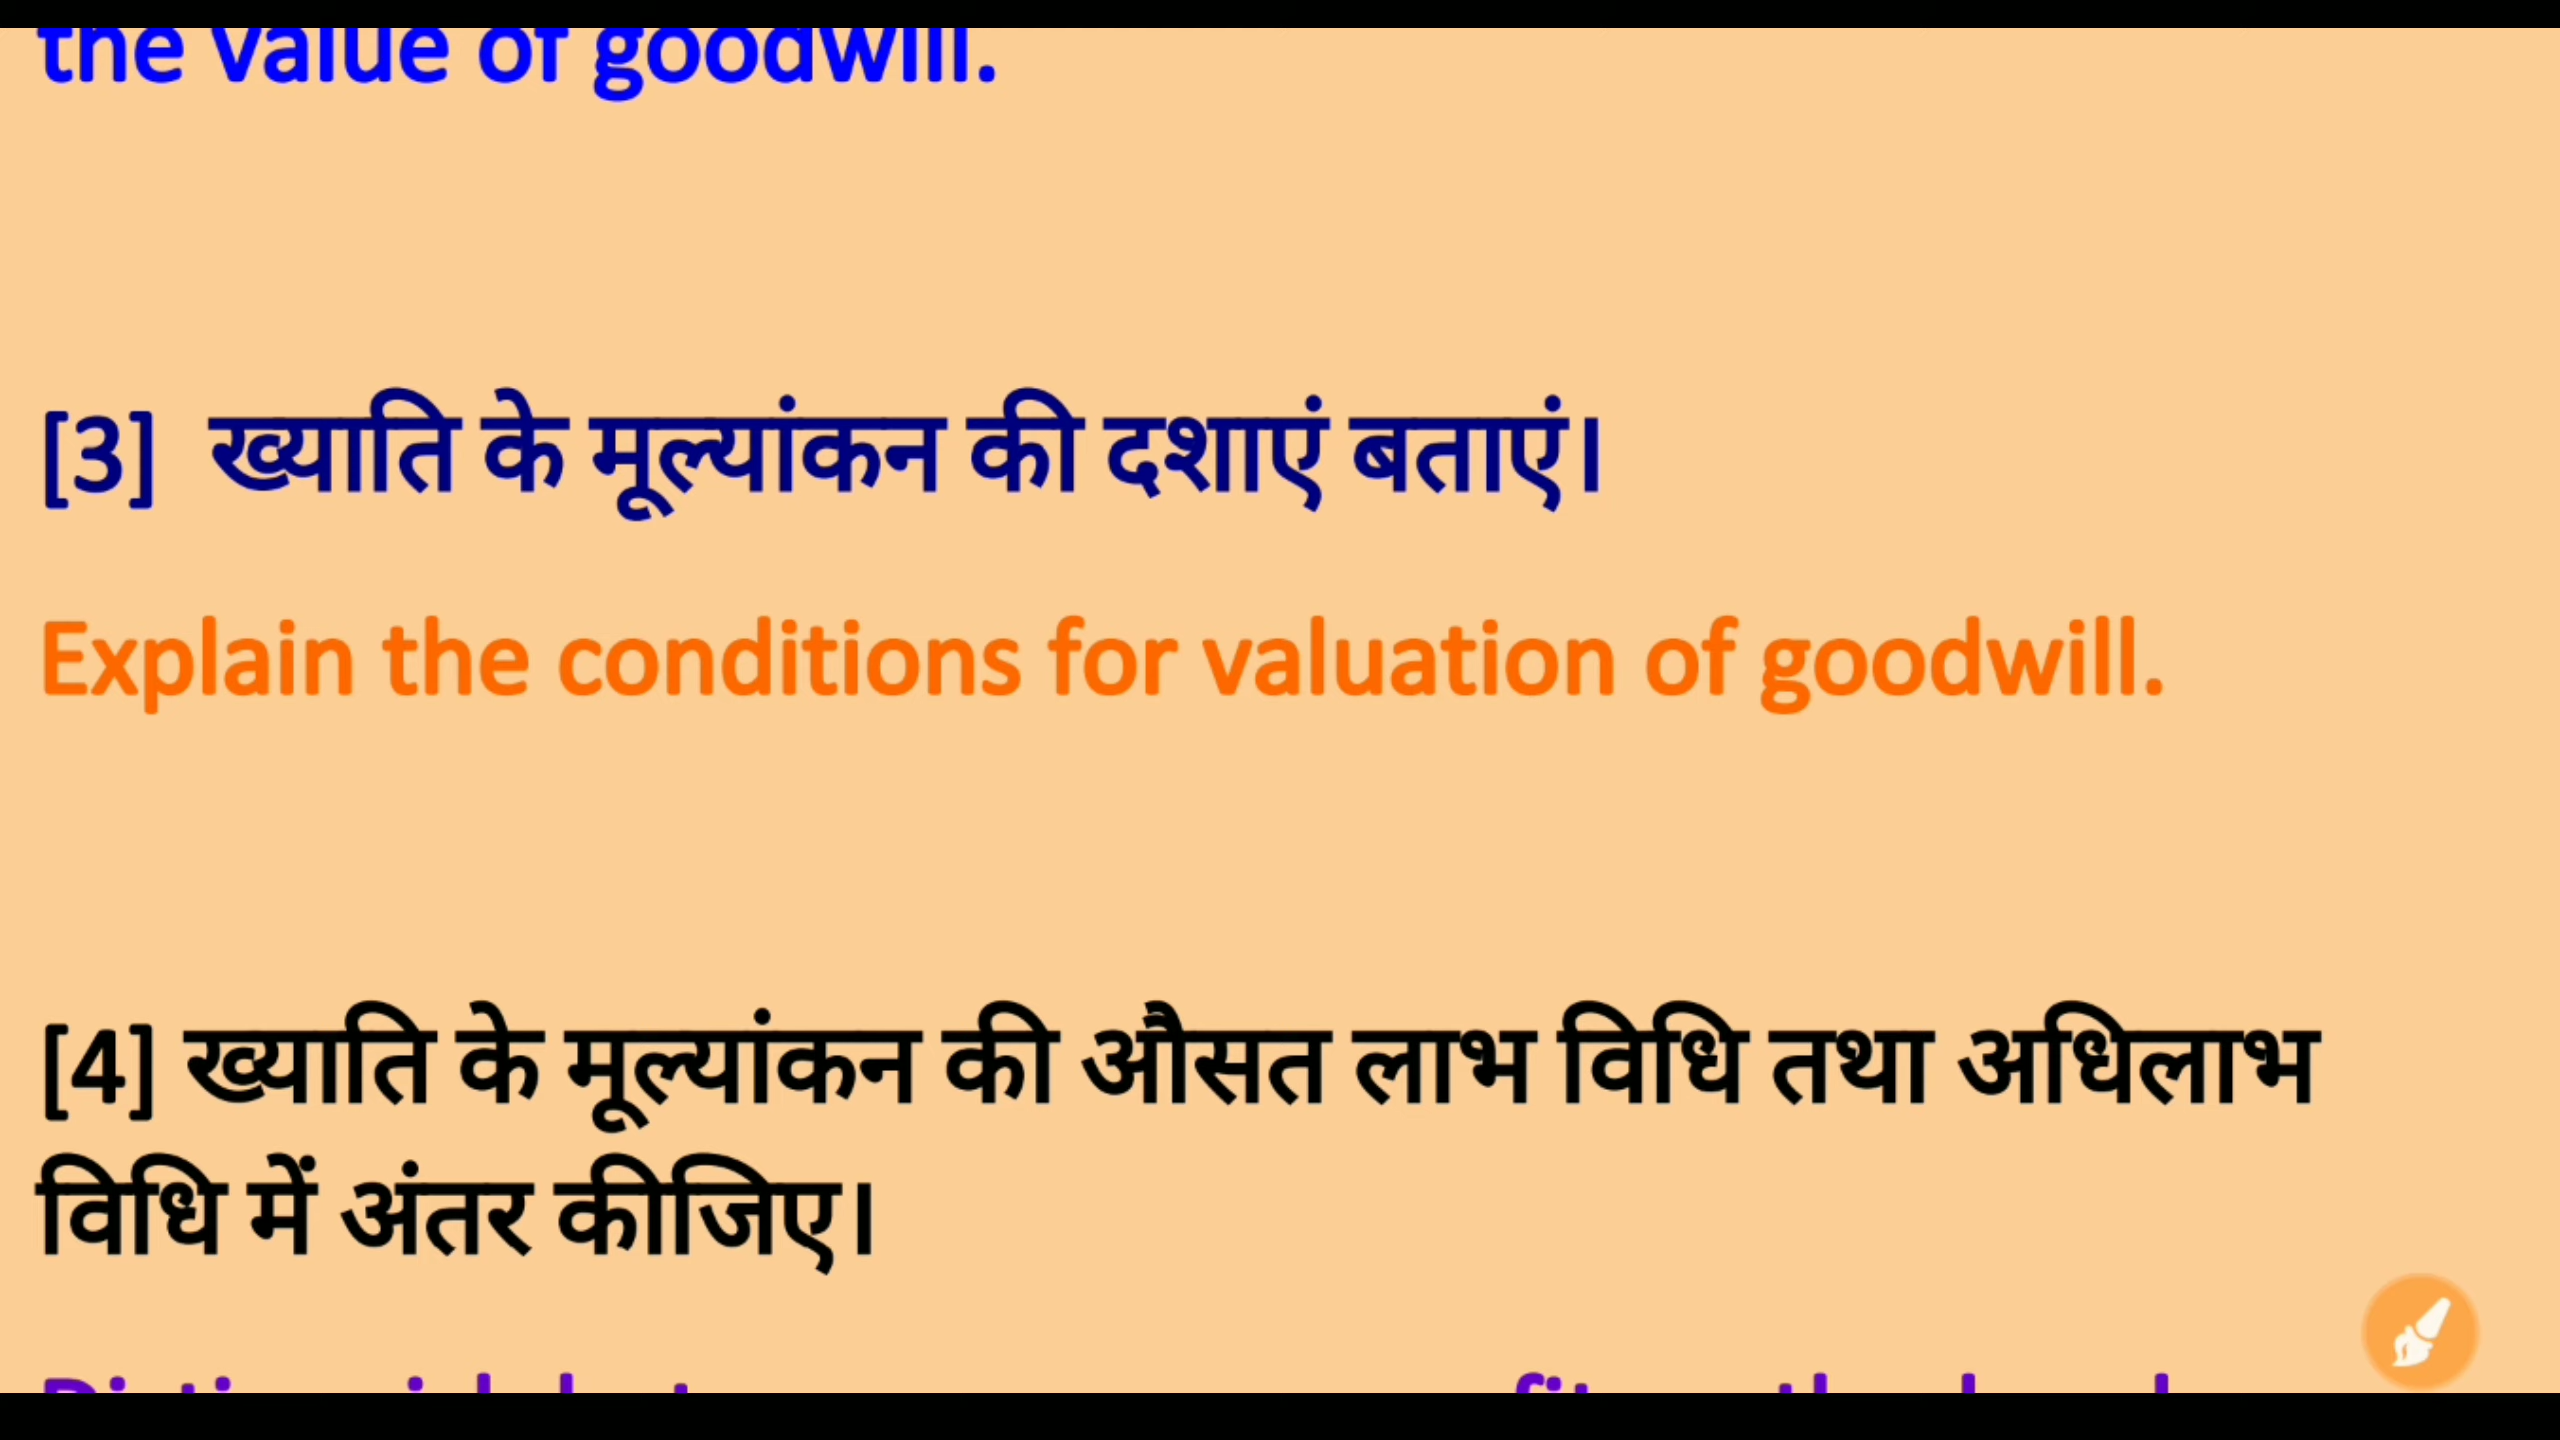 the value of goodwill.
[3] ख्याति के मूल्यांकन की दशाएं बताएं।
Explain the conditions for valuation of goodwill.
[4] ख्याति के मूल्यांकन की औसत लाभ विधि तथा अधिलाभ
विधि में अंतर कीजिए।